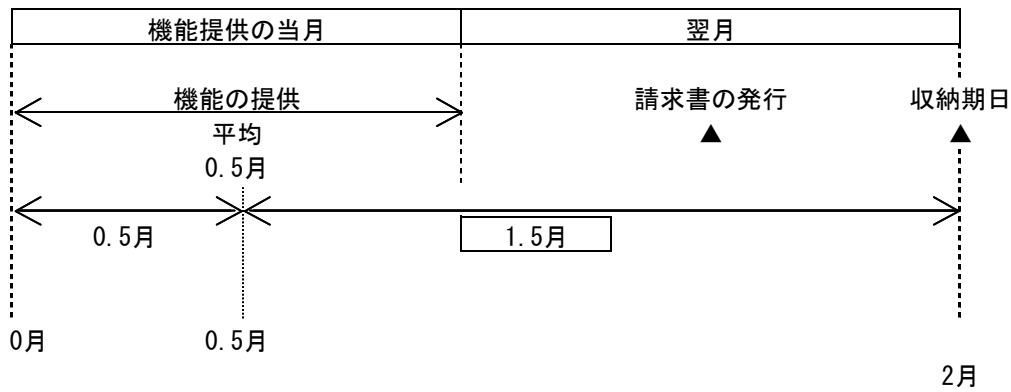 機能提供の当月 翌月
機能の提供 請求書の発行 収納期日
平均 ▲ ▲
0.5月
0.5月 1.5月
0月 0.5月
2月